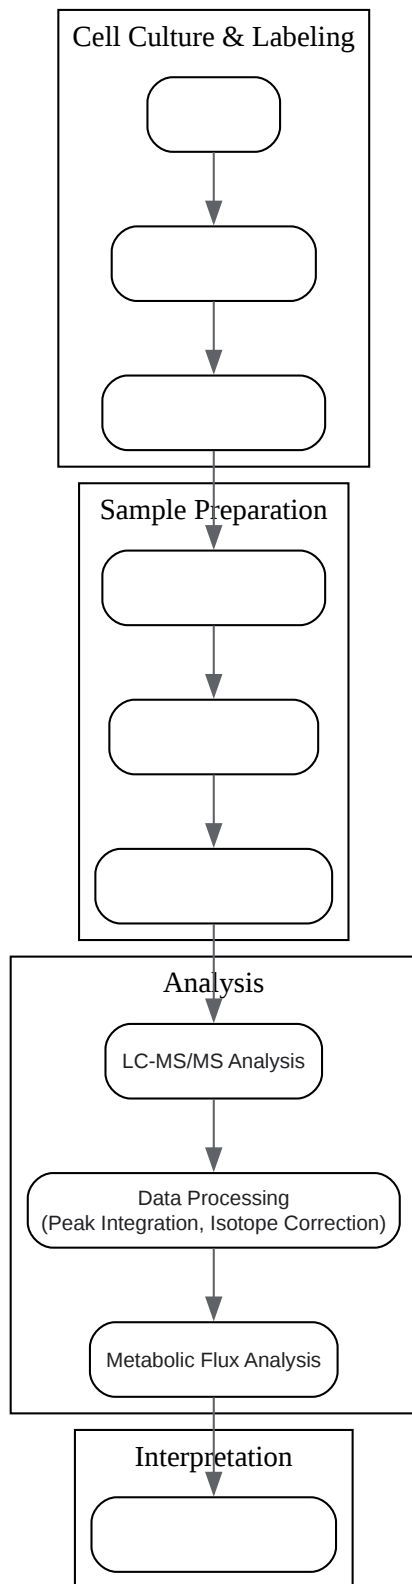 Cell Culture & Labeling
Sample Preparation
Analysis
LC-MS/MS Analysis
Data Processing
(Peak Integration, Isotope Correction)
Metabolic Flux Analysis
Interpretation